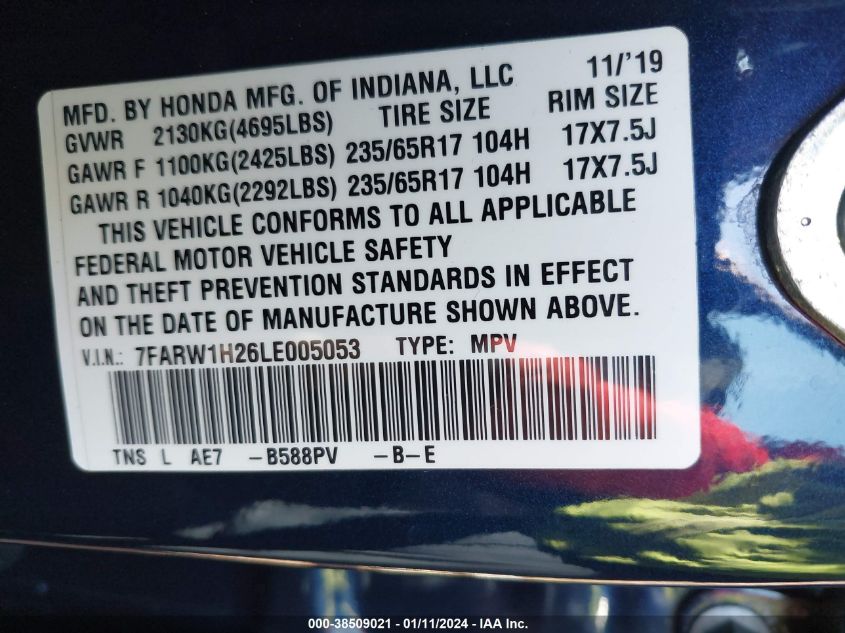 MFD. BY HONDA MFG. OF INDIANA, LLC 11/'19
GVWR 2130KG(4695LBS) TIRE SIZE RIM SIZE
GAWR F 1100KG(2425LBS) 235/65R17 104H 17X7.5J
GAWR R 1040KG(2292LBS) 235/65R17 104H 17X7.5J
THIS VEHICLE CONFORMS TO ALL APPLICABLE
FEDERAL MOTOR VEHICLE SAFETY
AND THEFT PREVENTION STANDARDS IN EFFECT
ON THE DATE OF MANUFACTURE SHOWN ABOVE.
V.I.N.: 7FARW1H26LE005053 TYPE: MPV
TNS L AE7 -B588PV -B-E
000-38509021 - 01/11/2024 - IAA Inc.